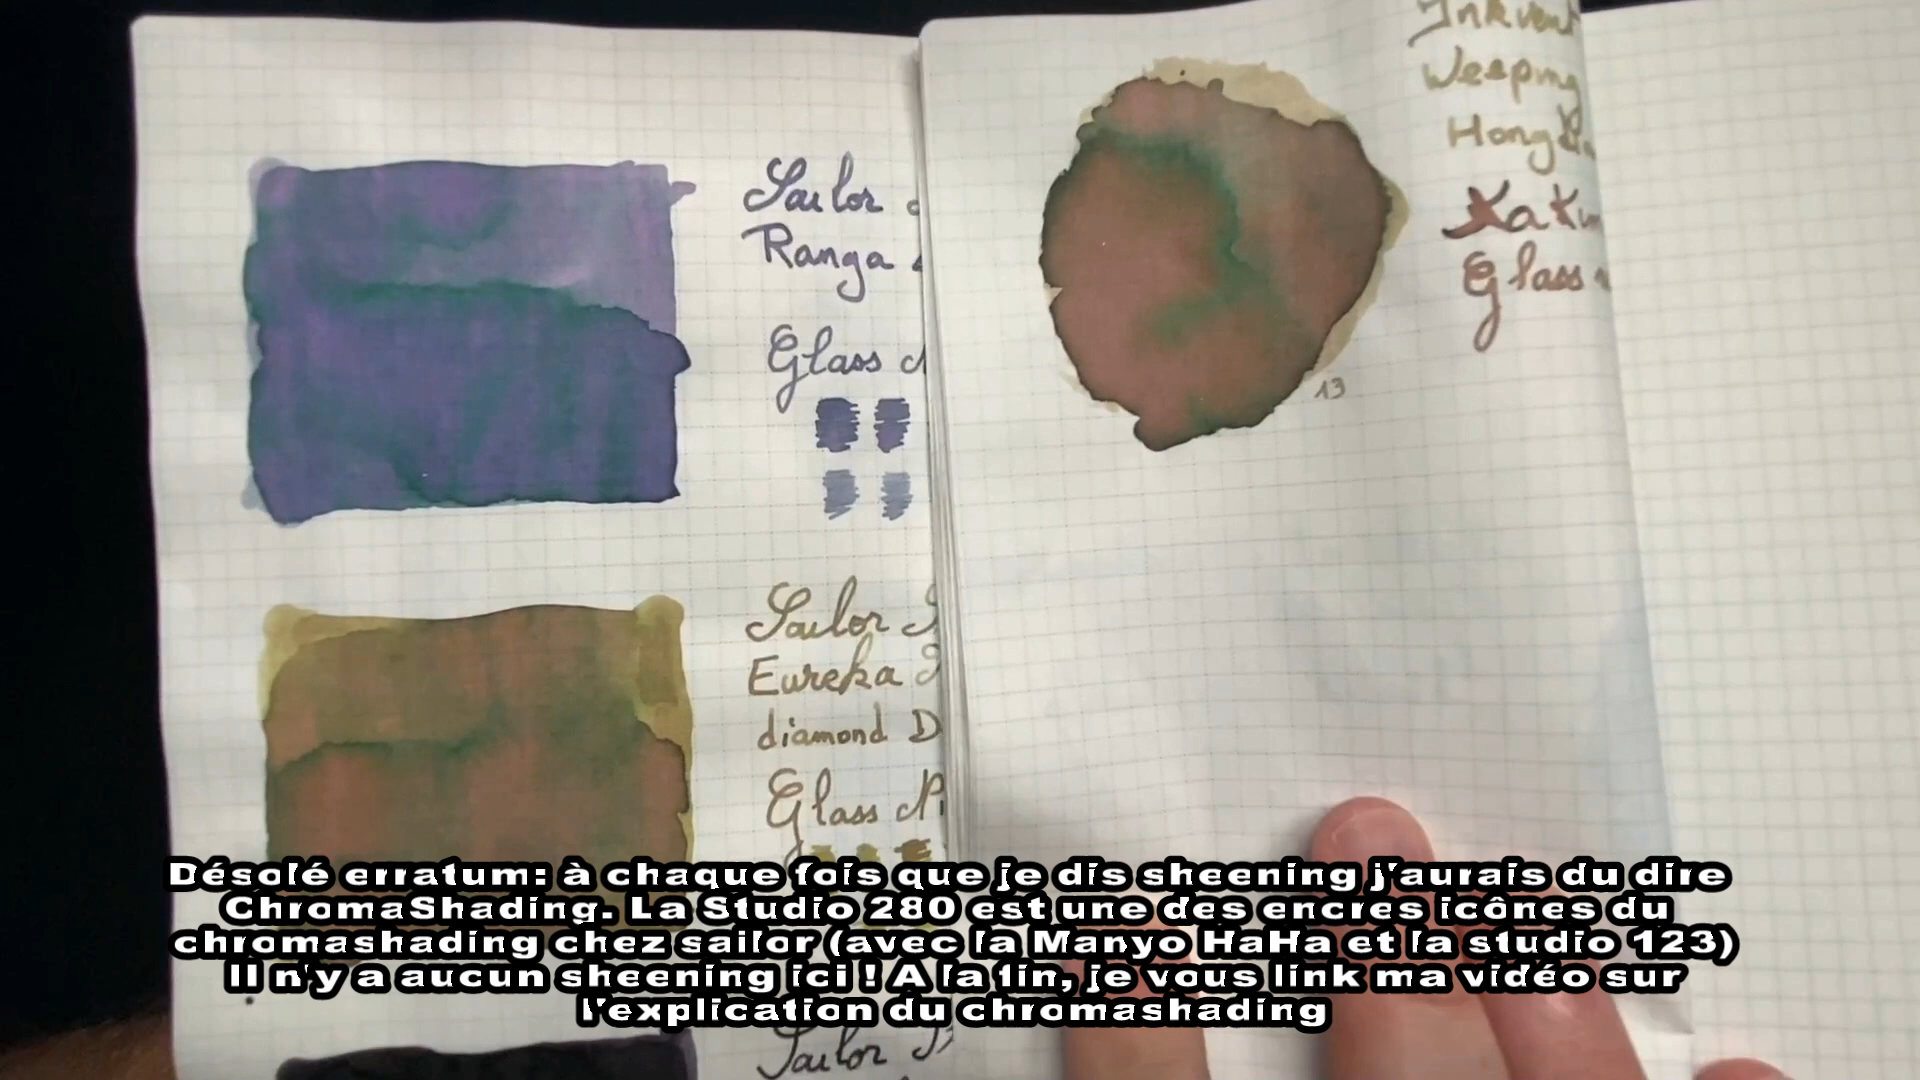 Sailor
Ranga
Glass
Sailor
Eureka
diamond D
Glass Ni
Sailor
Inkvent
Weeping
Hong
Kaku
Glass
13
Désolé erratum: à chaque fois que je dis sheening j'aurais du dire
ChromaShading. La Studio 280 est une des encres icônes du
chromashading chez sailor (avec la Manyo HaHa et la studio 123)
Il n'y a aucun sheening ici ! A la fin, je vous link ma vidéo sur
l'explication du chromashading